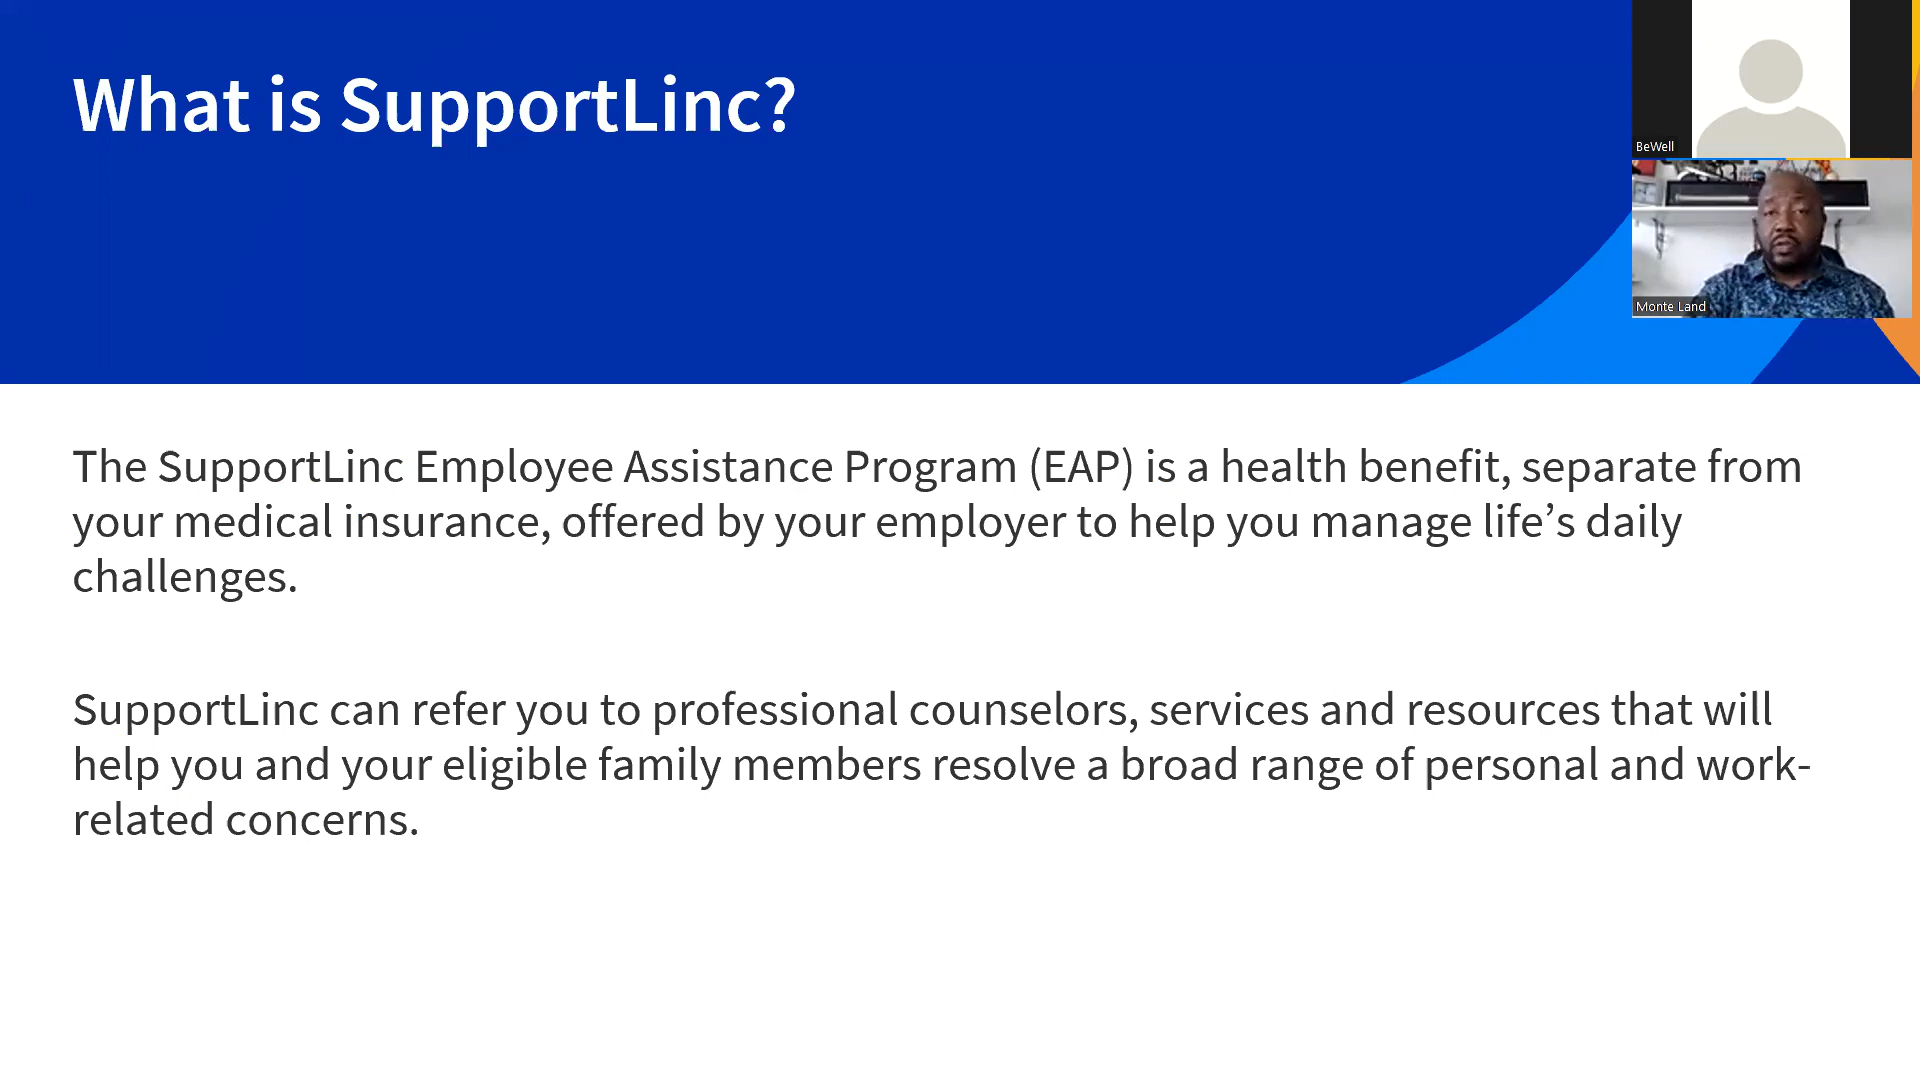 What is SupportLinc?
BeWell
Monte Land
The SupportLinc Employee Assistance Program (EAP) is a health benefit, separate from
your medical insurance, offered by your employer to help you manage life’s daily
challenges.
SupportLinc can refer you to professional counselors, services and resources that will
help you and your eligible family members resolve a broad range of personal and work-
related concerns.